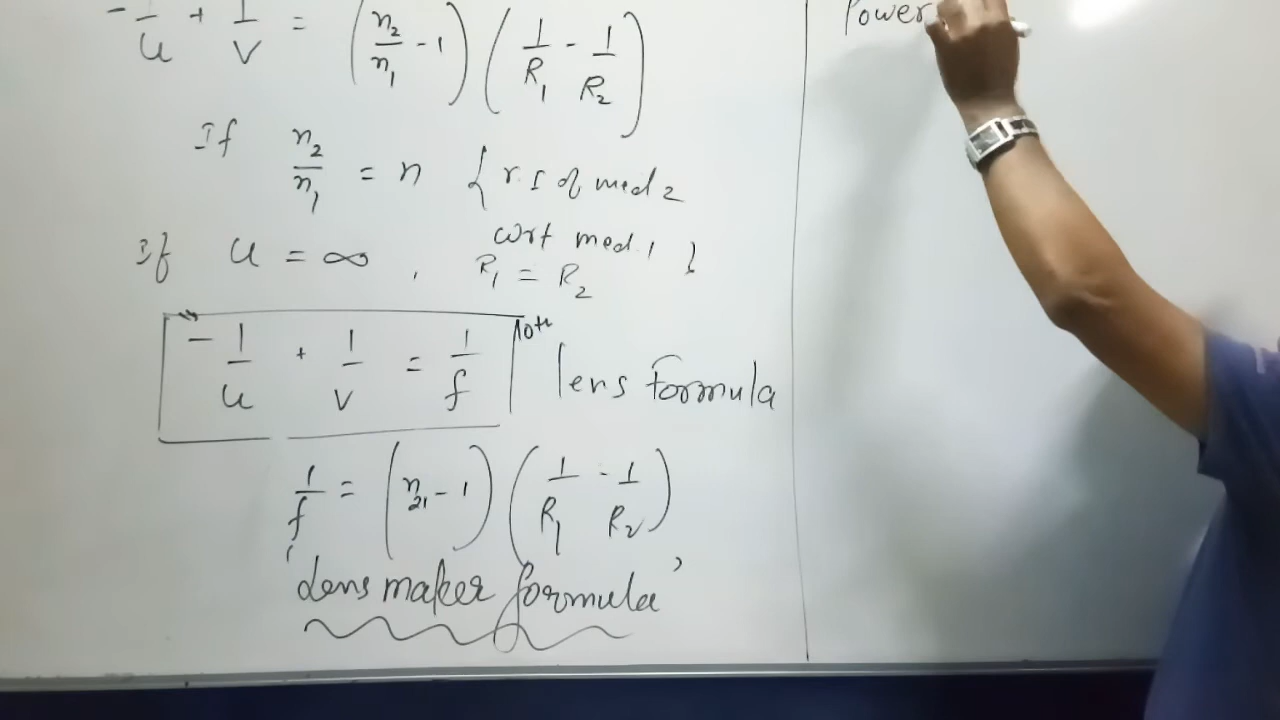 - 1/u + 1/v = (n₂/n₁ - 1) (1/R₁ - 1/R₂)
If n₂/n₁ = n { r.I of med 2
wrt med. 1 }
If u = ∞ , R₁ = R₂
- 1/u + 1/v = 1/f 10th lens formula
1/f = (n₂₁ - 1) (1/R₁ - 1/R₂)
'Lens maker formula'
Power